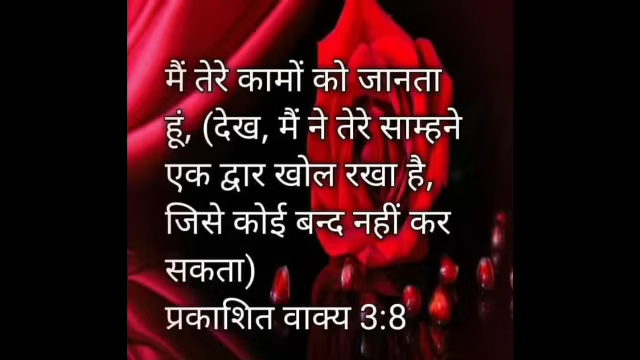 मैं तेरे कामों को जानता
हूं, (देख, मैं ने तेरे साम्हने
एक द्वार खोल रखा है,
जिसे कोई बन्द नहीं कर
सकता)
प्रकाशित वाक्य 3:8